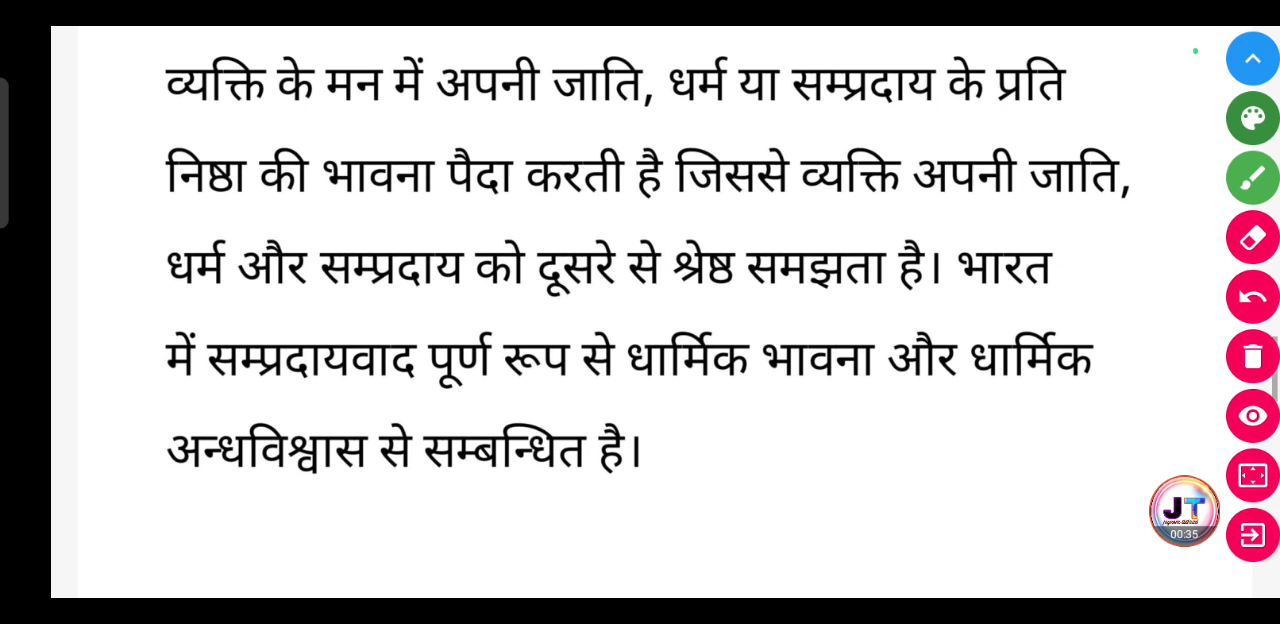 व्यक्ति के मन में अपनी जाति, धर्म या सम्प्रदाय के प्रति
निष्ठा की भावना पैदा करती है जिससे व्यक्ति अपनी जाति,
धर्म और सम्प्रदाय को दूसरे से श्रेष्ठ समझता है। भारत
में सम्प्रदायवाद पूर्ण रूप से धार्मिक भावना और धार्मिक
अन्धविश्वास से सम्बन्धित है।
JT
00:35